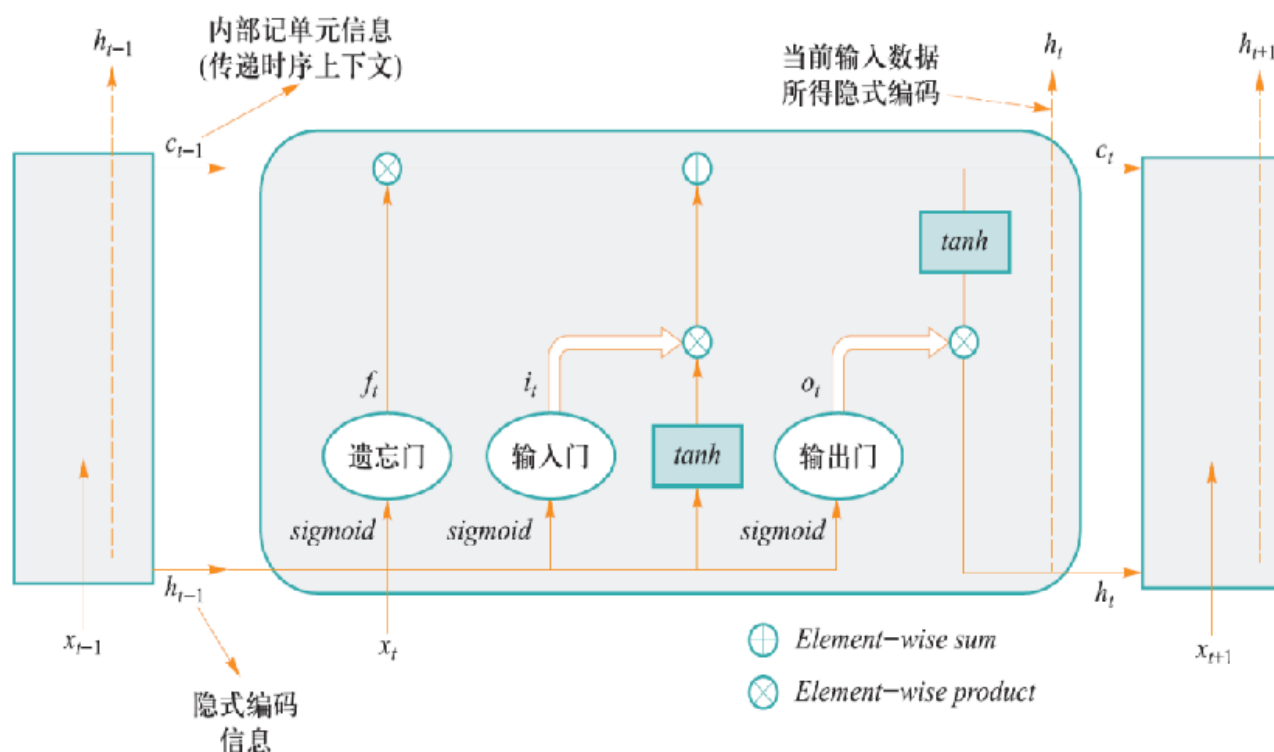 h_{t-1}
内部记单元信息
(传递时序上下文)
当前输入数据
所得隐式编码
h_t
h_{t+1}
c_{t-1}
c_t
tanh
f_t
i_t
o_t
遗忘门
输入门
tanh
输出门
sigmoid
sigmoid
sigmoid
h_{t-1}
h_t
x_{t-1}
x_t
Element-wise sum
x_{t+1}
Element-wise product
隐式编码
信息